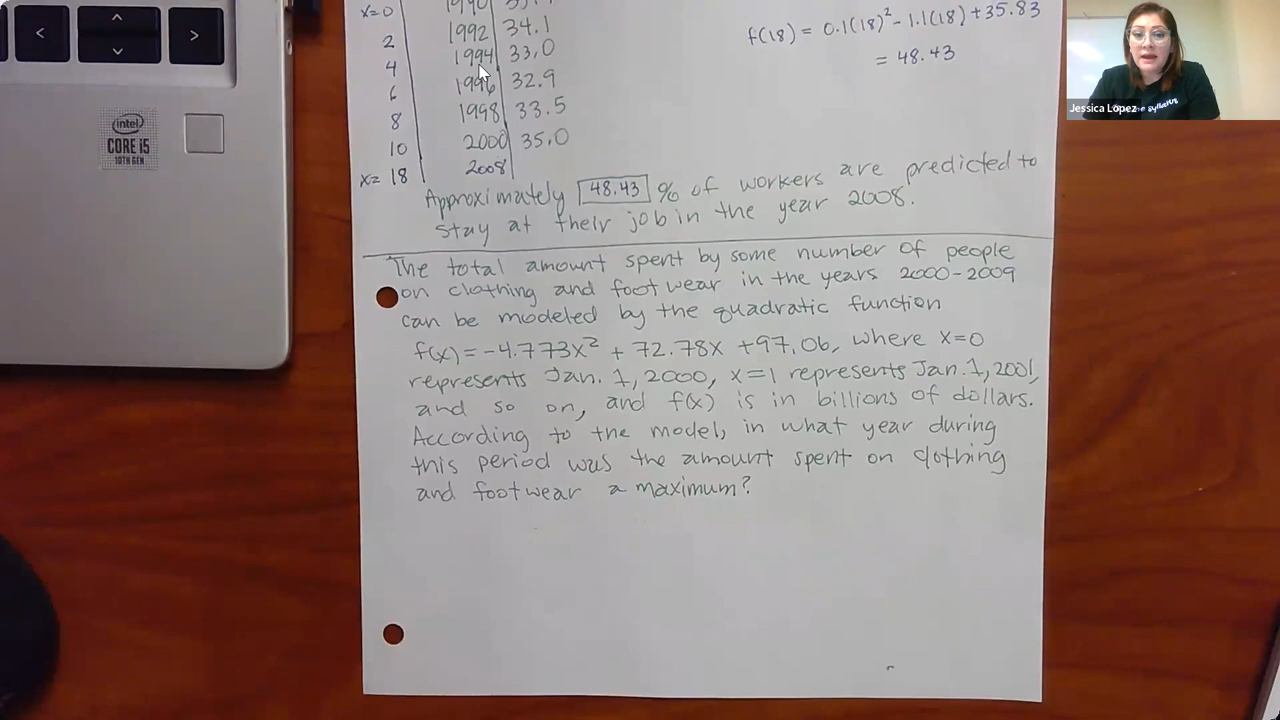 x=0 1990
2 1992 34.1
4 1994 33.0
6 1996 32.9
8 1998 33.5
10 2000 35.0
x= 18 2008
f(18) = 0.1(18)² - 1.1(18) + 35.83
= 48.43
Approximately 48.43 % of workers are predicted to
stay at their job in the year 2008.
The total amount spent by some number of people
on clothing and footwear in the years 2000-2009
can be modeled by the quadratic function
f(x) = -4.773x² + 72.78x +97.06, where x=0
represents Jan. 1, 2000, x=1 represents Jan. 1, 2001,
and so on, and f(x) is in billions of dollars.
According to the model, in what year during
this period was the amount spent on clothing
and footwear a maximum?
intel
CORE i5
10TH GEN
Jessica Lopez